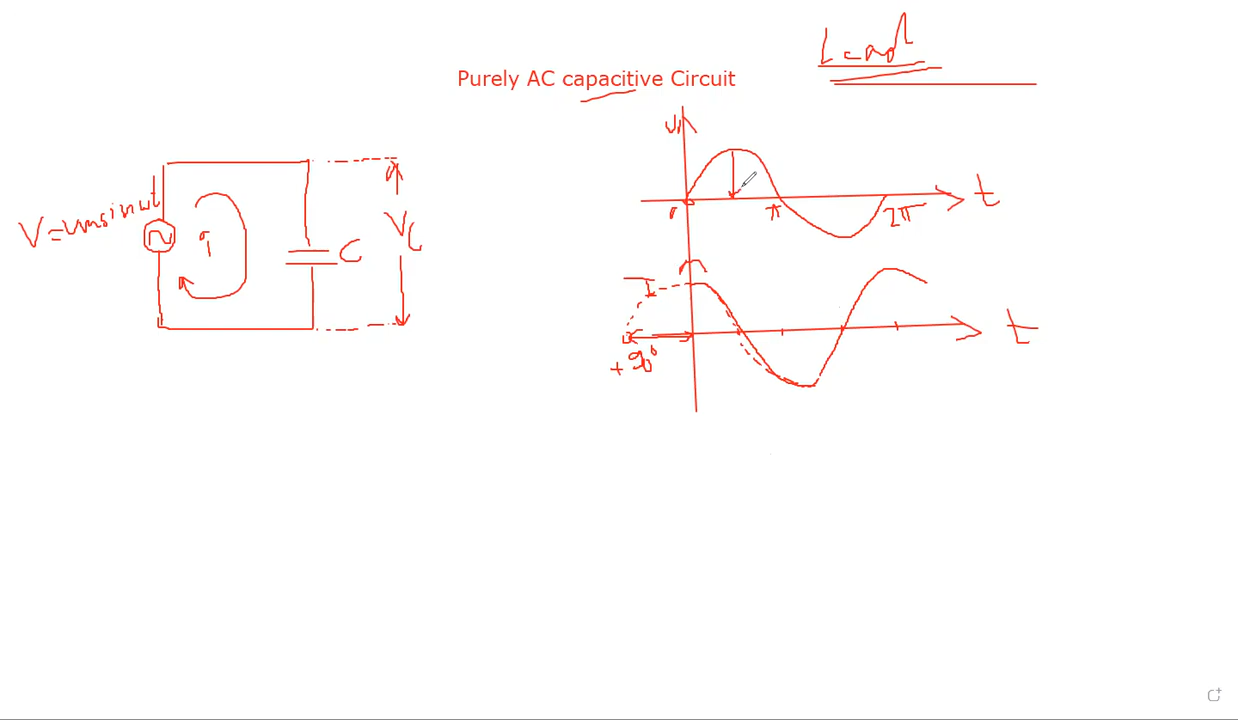 Lead
Purely AC capacitive Circuit
V
t
0
π
2π
V=Vmsinωt
i
C
VC
I
t
+90°